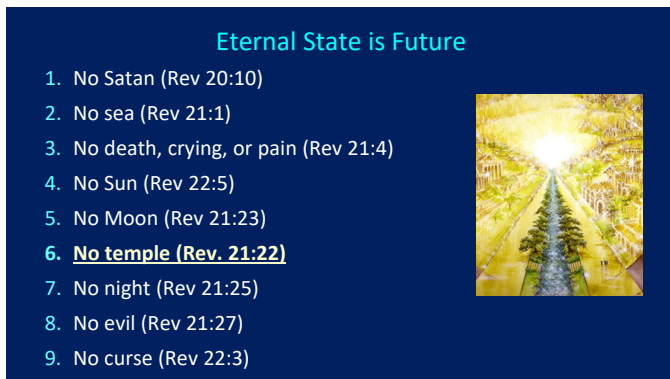 Eternal State is Future
1. No Satan (Rev 20:10)
2. No sea (Rev 21:1)
3. No death, crying, or pain (Rev 21:4)
4. No Sun (Rev 22:5)
5. No Moon (Rev 21:23)
6. No temple (Rev. 21:22)
7. No night (Rev 21:25)
8. No evil (Rev 21:27)
9. No curse (Rev 22:3)